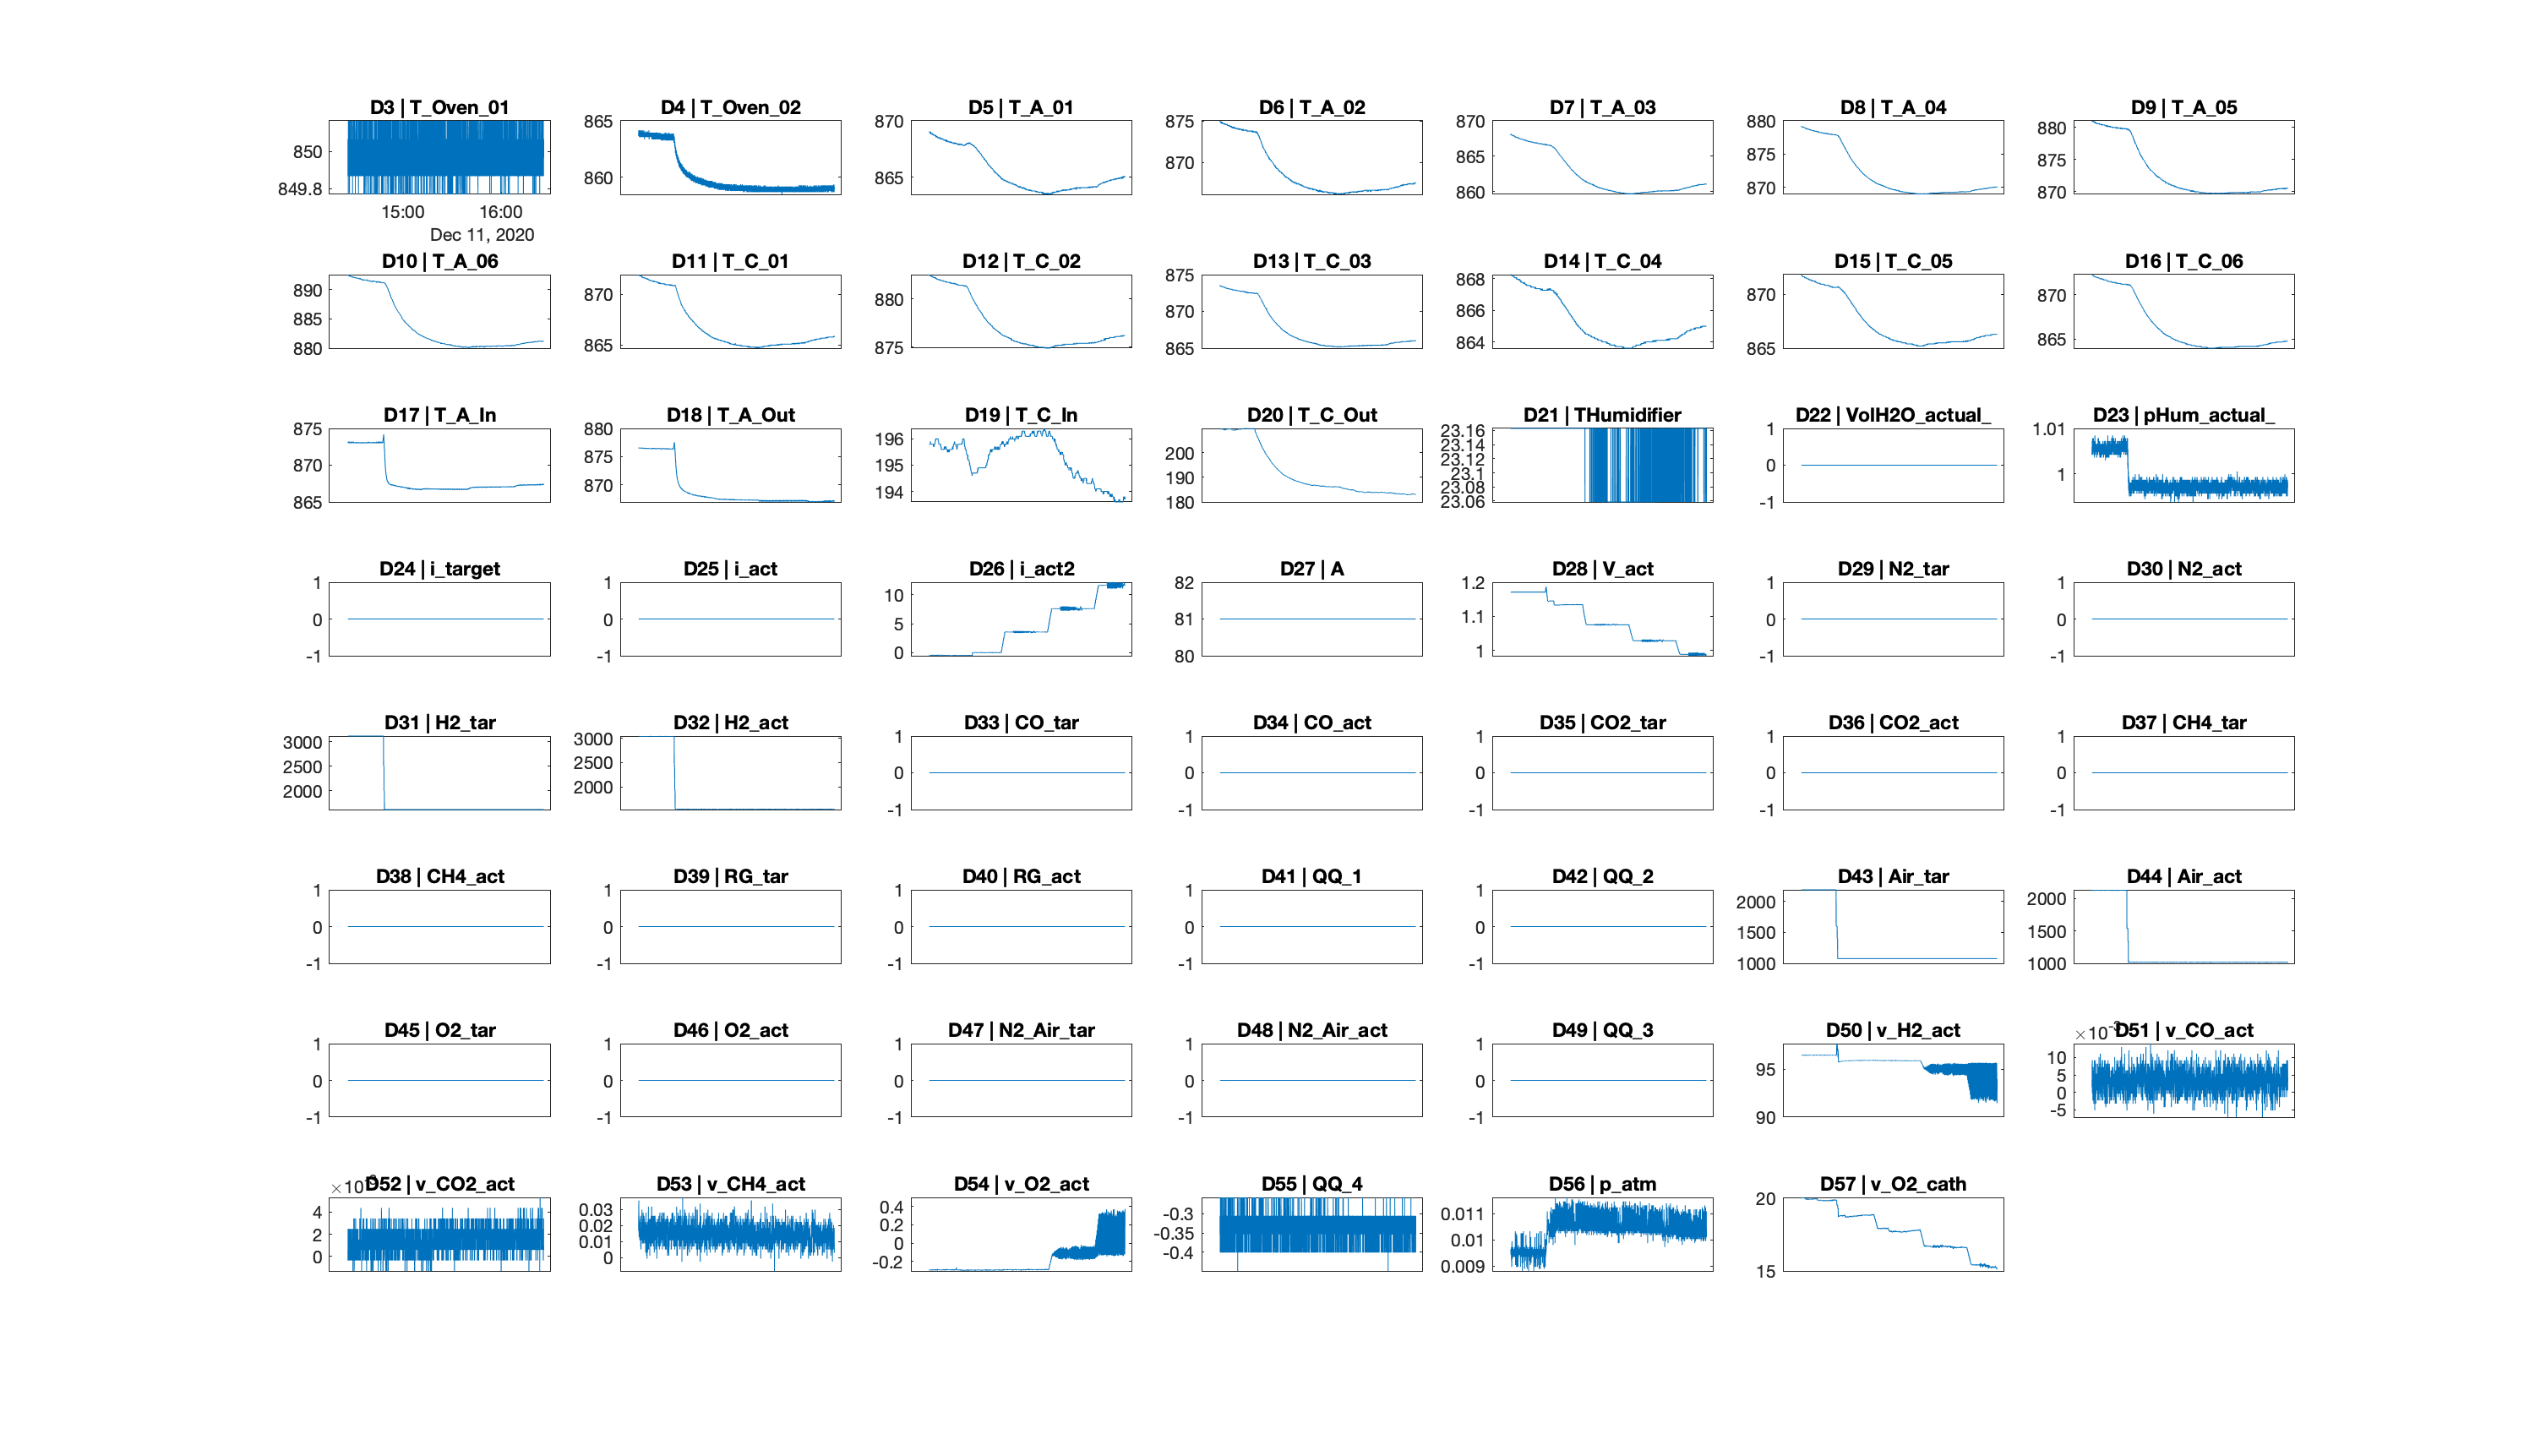 D3 | T_Oven_01
850
849.8
15:00 16:00
Dec 11, 2020
D4 | T_Oven_02
865
860
D5 | T_A_01
870
865
D6 | T_A_02
875
870
D7 | T_A_03
870
865
860
D8 | T_A_04
880
875
870
D9 | T_A_05
880
875
870
D10 | T_A_06
890
885
880
D11 | T_C_01
870
865
D12 | T_C_02
880
875
D13 | T_C_03
875
870
865
D14 | T_C_04
868
866
864
D15 | T_C_05
870
865
D16 | T_C_06
870
865
D17 | T_A_In
875
870
865
D18 | T_A_Out
880
875
870
D19 | T_C_In
196
195
194
D20 | T_C_Out
200
190
180
D21 | THumidifier
23.16
23.14
23.12
23.1
23.08
23.06
D22 | VolH2O_actual_
1
0
-1
D23 | pHum_actual_
1.01
1
D24 | i_target
1
0
-1
D25 | i_act
1
0
-1
D26 | i_act2
10
5
0
D27 | A
82
81
80
D28 | V_act
1.2
1.1
1
D29 | N2_tar
1
0
-1
D30 | N2_act
1
0
-1
D31 | H2_tar
3000
2500
2000
D32 | H2_act
3000
2500
2000
D33 | CO_tar
1
0
-1
D34 | CO_act
1
0
-1
D35 | CO2_tar
1
0
-1
D36 | CO2_act
1
0
-1
D37 | CH4_tar
1
0
-1
D38 | CH4_act
1
0
-1
D39 | RG_tar
1
0
-1
D40 | RG_act
1
0
-1
D41 | QQ_1
1
0
-1
D42 | QQ_2
1
0
-1
D43 | Air_tar
2000
1500
1000
D44 | Air_act
2000
1500
1000
D45 | O2_tar
1
0
-1
D46 | O2_act
1
0
-1
D47 | N2_Air_tar
1
0
-1
D48 | N2_Air_act
1
0
-1
D49 | QQ_3
1
0
-1
D50 | v_H2_act
95
90
D51 | v_CO_act
10
5
0
-5
D52 | v_CO2_act
4
2
0
D53 | v_CH4_act
0.03
0.02
0.01
0
D54 | v_O2_act
0.4
0.2
0
-0.2
D55 | QQ_4
-0.3
-0.35
-0.4
D56 | p_atm
0.011
0.01
0.009
D57 | v_O2_cath
20
15